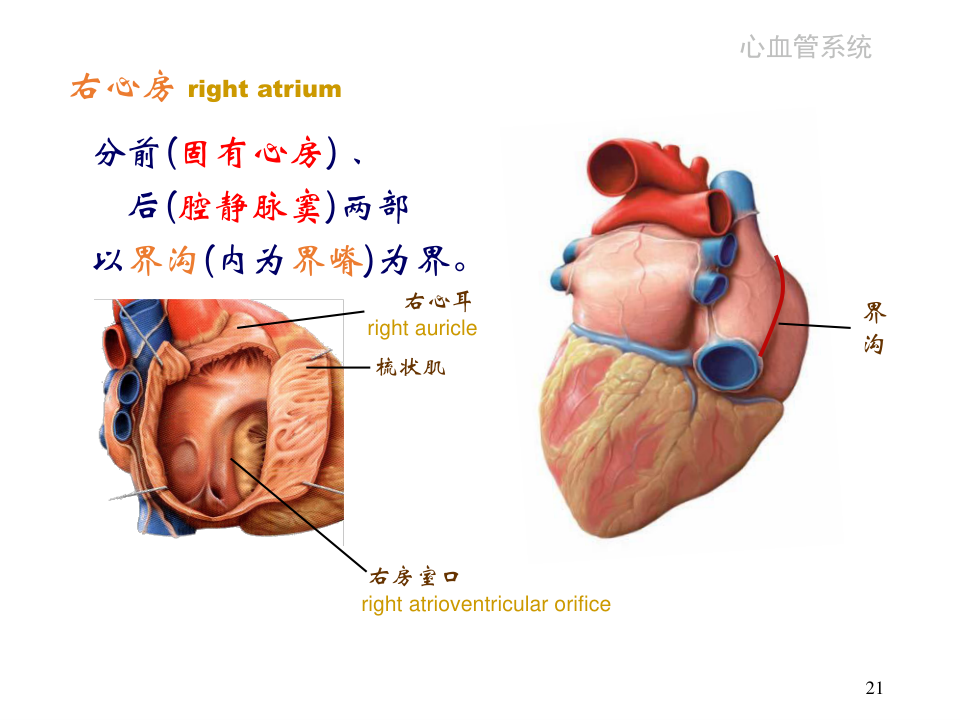 心血管系统
右心房 right atrium
分前(固有心房)、
后(腔静脉窦)两部
以界沟(内为界嵴)为界。
右心耳
right auricle
梳状肌
界
沟
右房室口
right atrioventricular orifice
21